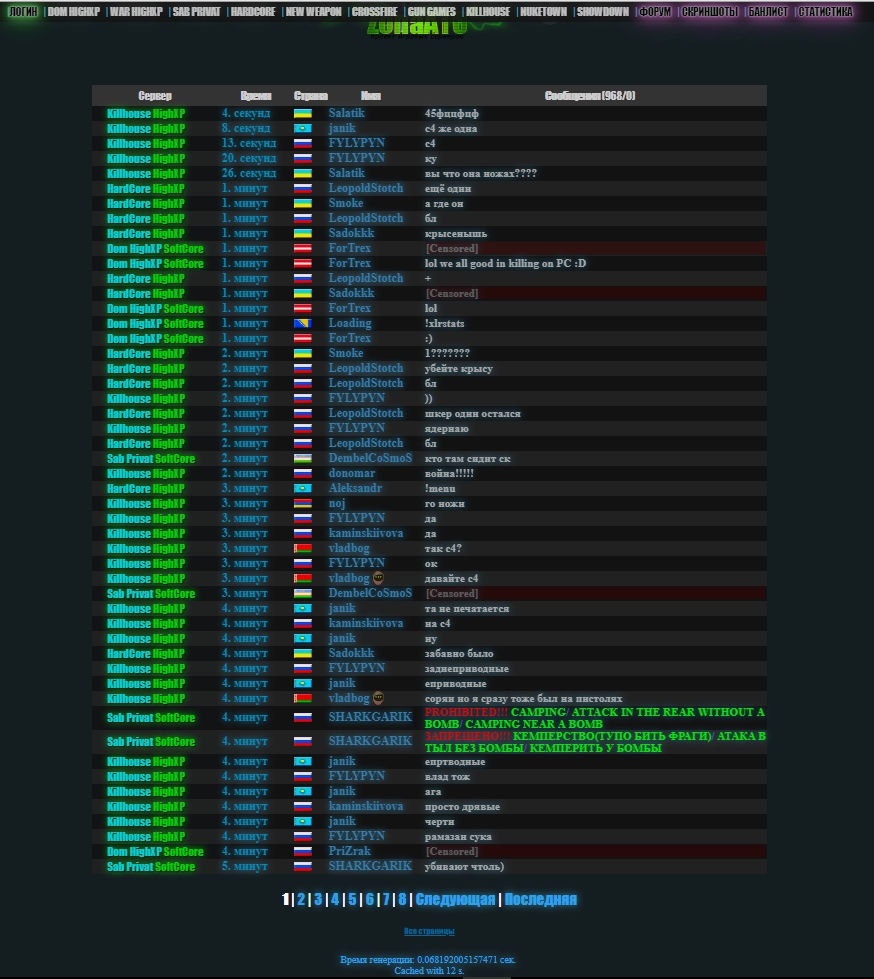 ЛОГИН | DOM HIGHXP | WAR HIGHXP | SAB PRIVAT | HARDCORE | NEW WEAPON | CROSSFIRE | GUN GAMES | KILLHOUSE | NUKETOWN | SHOWDOWN | ФОРУМ | СКРИНШОТЫ | БАНЛИСТ | СТАТИСТИКА
Сервер Время Страна Имя Сообщения (968/0)
Killhouse HighXP 4. секунд Salatik 45фццфцф
Killhouse HighXP 8. секунд janik с4 же одна
Killhouse HighXP 13. секунд FYLYPYN с4
Killhouse HighXP 20. секунд FYLYPYN ку
Killhouse HighXP 26. секунд Salatik вы что она ножах????
HardCore HighXP 1. минут LeopoldStotch ещё один
HardCore HighXP 1. минут Smoke а где он
HardCore HighXP 1. минут LeopoldStotch бл
HardCore HighXP 1. минут Sadokkk крысенышь
Dom HighXP SoftCore 1. минут ForTrex [Censored]
Dom HighXP SoftCore 1. минут ForTrex lol we all good in killing on PC :D
HardCore HighXP 1. минут LeopoldStotch +
HardCore HighXP 1. минут Sadokkk [Censored]
Dom HighXP SoftCore 1. минут ForTrex lol
Dom HighXP SoftCore 1. минут Loading !xlrstats
Dom HighXP SoftCore 1. минут ForTrex :)
HardCore HighXP 2. минут Smoke 1???????
HardCore HighXP 2. минут LeopoldStotch убейте крысу
HardCore HighXP 2. минут LeopoldStotch бл
Killhouse HighXP 2. минут FYLYPYN ))
HardCore HighXP 2. минут LeopoldStotch шкер один остался
Killhouse HighXP 2. минут FYLYPYN ядернаю
HardCore HighXP 2. минут LeopoldStotch бл
Sab Privat SoftCore 2. минут DembelCoSmoS кто там сиднт ск
Killhouse HighXP 2. минут donomar война!!!!!
HardCore HighXP 3. минут Aleksandr !menu
Killhouse HighXP 3. минут noj го ножи
Killhouse HighXP 3. минут FYLYPYN да
Killhouse HighXP 3. минут kaminskiivova да
Killhouse HighXP 3. минут vladbog так с4?
Killhouse HighXP 3. минут FYLYPYN ок
Killhouse HighXP 3. минут vladbog давайте с4
Sab Privat SoftCore 3. минут DembelCoSmoS [Censored]
Killhouse HighXP 4. минут janik та не печатается
Killhouse HighXP 4. минут kaminskiivova на с4
Killhouse HighXP 4. минут janik ну
HardCore HighXP 4. минут Sadokkk забавно было
Killhouse HighXP 4. минут FYLYPYN заднеприводные
Killhouse HighXP 4. минут janik еприводные
Killhouse HighXP 4. минут vladbog сорян но я сразу тоже был на пистолях
Sab Privat SoftCore 4. минут SHARKGARIK PROHIBITED!!! CAMPING/ ATTACK IN THE REAR WITHOUT A
BOMB/ CAMPING NEAR A BOMB
Sab Privat SoftCore 4. минут SHARKGARIK ЗАПРЕШЕНО!!! КЕМПЕРСТВО(ТУПО БИТЬ ФРАГИ)/ АТАКА В
ТЫЛ БЕЗ БОМБЫ/ КЕМПЕРИТЬ У БОМБЫ
Killhouse HighXP 4. минут janik епртводные
Killhouse HighXP 4. минут FYLYPYN влад тож
Killhouse HighXP 4. минут janik ага
Killhouse HighXP 4. минут kaminskiivova просто дрявые
Killhouse HighXP 4. минут janik черти
Killhouse HighXP 4. минут FYLYPYN рамазан сука
Dom HighXP SoftCore 4. минут PriZrak [Censored]
Sab Privat SoftCore 5. минут SHARKGARIK убивают чтоль)
1 | 2 | 3 | 4 | 5 | 6 | 7 | 8 | Следующая | Последняя
Все страницы
Время генерации: 0.068192005157471 сек.
Cached with 12 s.